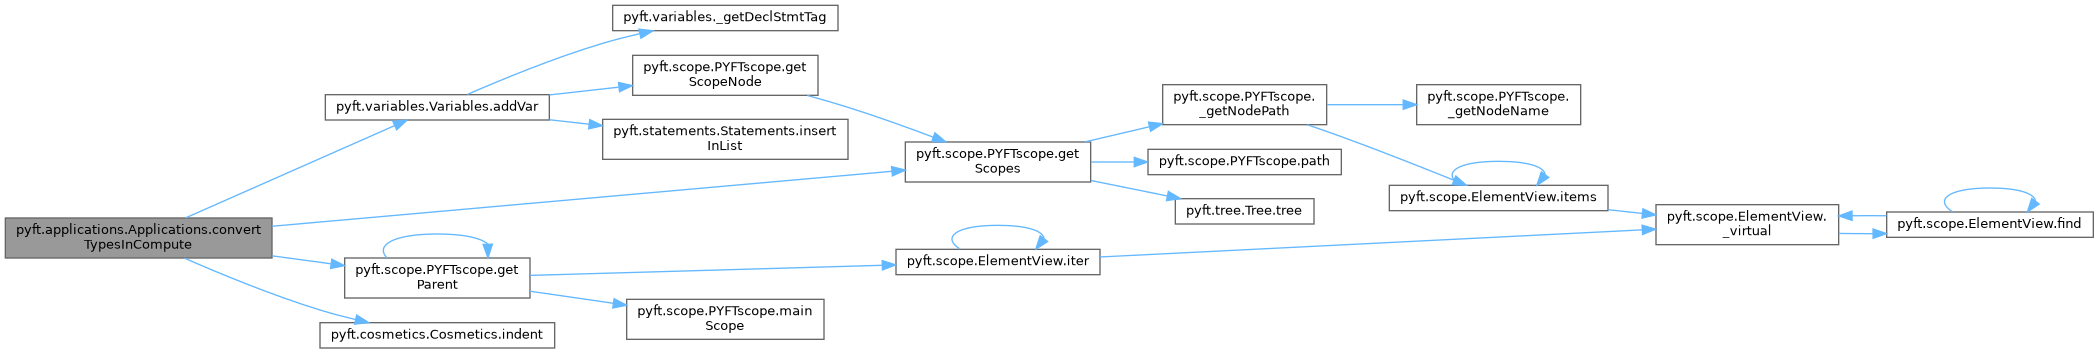 pyft.variables._getDeclStmtTag
pyft.scope.PYFTscope.get
ScopeNode
pyft.variables.Variables.addVar
pyft.statements.Statements.insert
InList
pyft.scope.PYFTscope.
_getNodePath
pyft.scope.PYFTscope.
_getNodeName
pyft.scope.PYFTscope.get
Scopes
pyft.scope.PYFTscope.path
pyft.scope.ElementView.items
pyft.tree.Tree.tree
pyft.scope.ElementView.
_virtual
pyft.scope.ElementView.find
pyft.applications.Applications.convert
TypesInCompute
pyft.scope.PYFTscope.get
Parent
pyft.scope.ElementView.iter
pyft.scope.PYFTscope.main
Scope
pyft.cosmetics.Cosmetics.indent